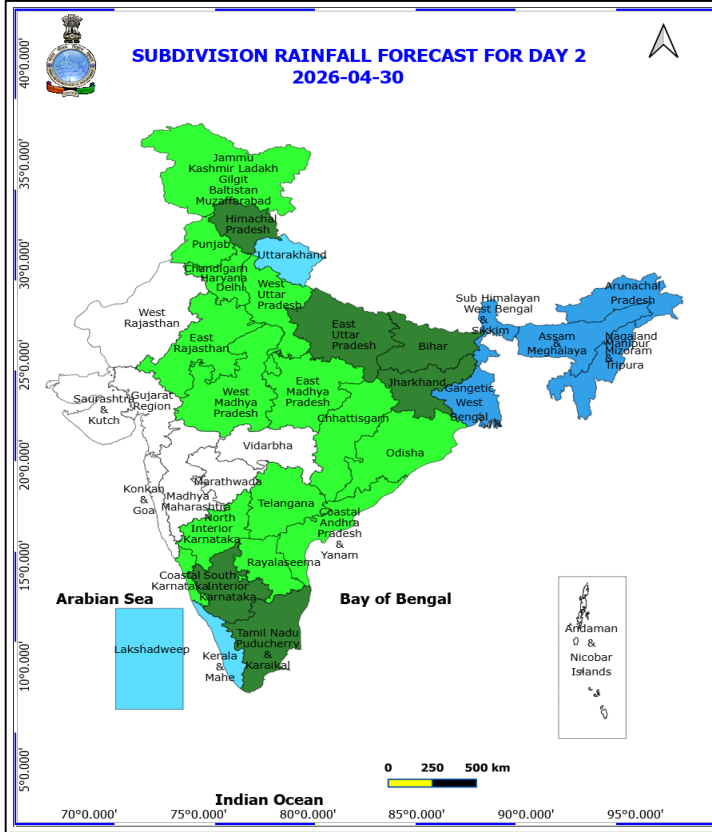 SUBDIVISION RAINFALL FORECAST FOR DAY 2
2026-04-30
40°0.000'
35°0.000'
30°0.000'
25°0.000'
20°0.000'
15°0.000'
10°0.000'
5°0.000'
Jammu
Kashmir Ladakh
Gilgit
Baltistan
Muzaffarabad
Himachal
Pradesh
Punjab
Uttarakhand
Chandigarh
Haryana
Delhi
West
Uttar
Pradesh
West
Rajasthan
East
Rajasthan
East
Uttar
Pradesh
Bihar
Sub Himalayan
West Bengal
&
Sikkim
Arunachal
Pradesh
Assam
&
Meghalaya
Nagaland
Manipur
Mizoram
&
Tripura
Jharkhand
Gangetic
West
Bengal
Saurashtra
&
Kutch
Gujarat
Region
West
Madhya
Pradesh
East
Madhya
Pradesh
Chhattisgarh
Odisha
Vidarbha
Konkan
&
Goa
Madhya
Maharashtra
Marathwada
Telangana
North
Interior
Karnataka
Coastal
Andhra
Pradesh
&
Yanam
Rayalaseema
Coastal
Karnataka
South
Interior
Karnataka
Tamil Nadu
Puducherry
&
Karaikal
Kerala
&
Mahe
Lakshadweep
Arabian Sea
Bay of Bengal
Andaman
&
Nicobar
Islands
0 250 500 km
Indian Ocean
70°0.000' 75°0.000' 80°0.000' 85°0.000' 90°0.000' 95°0.000'